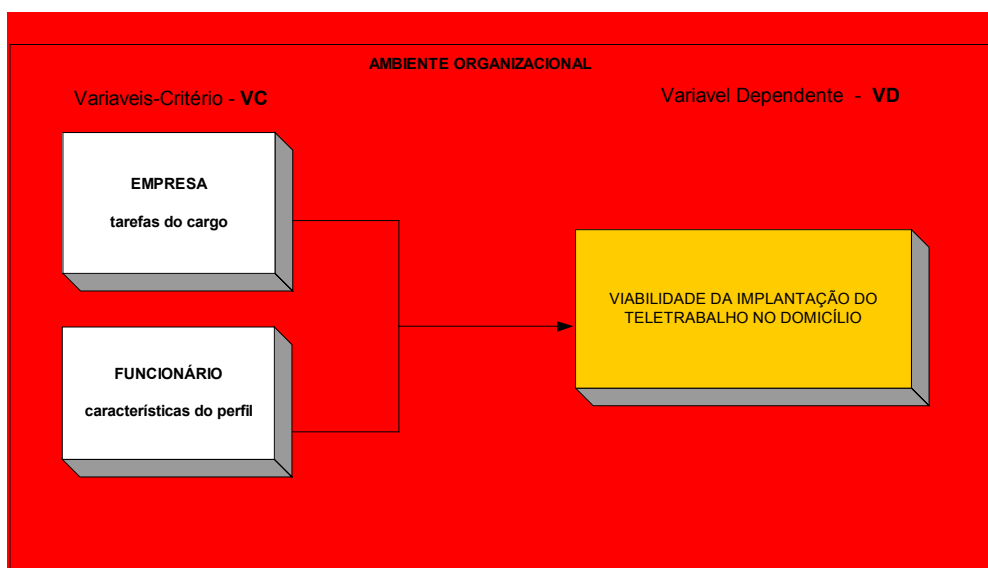 AMBIENTE ORGANIZACIONAL
Variaveis-Critério - VC
Variavel Dependente - VD
EMPRESA
tarefas do cargo
VIABILIDADE DA IMPLANTAÇÃO DO
TELETRABALHO NO DOMICÍLIO
FUNCIONÁRIO
características do perfil